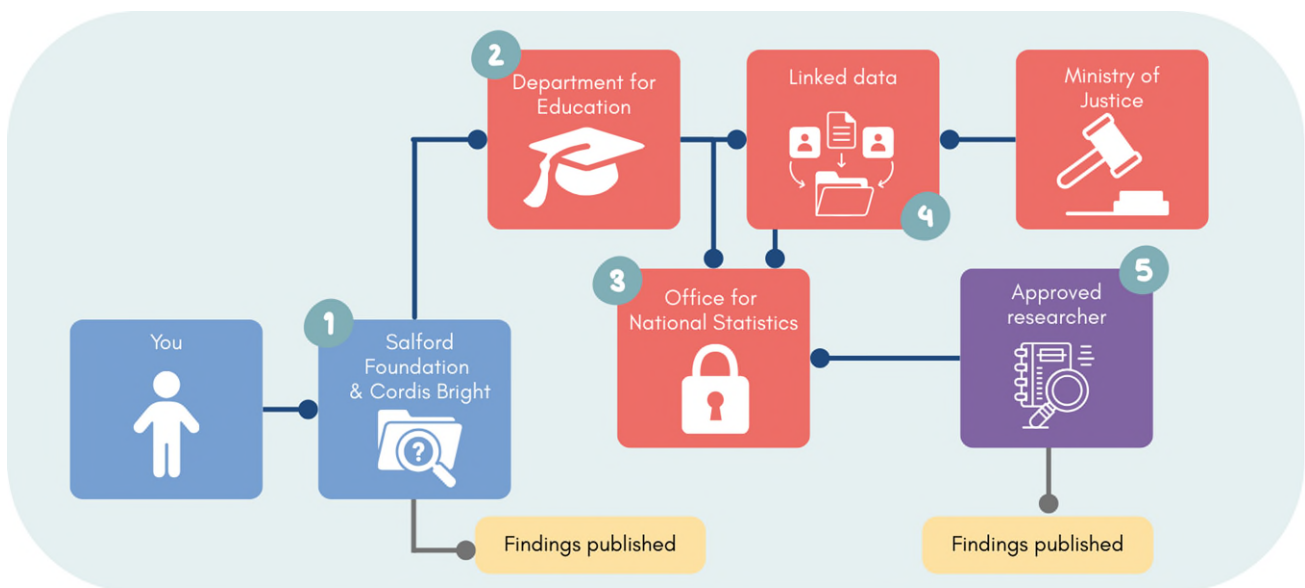 2
Department for
Education
Linked data
4
Ministry of
Justice
1
You
Salford
Foundation
& Cordis Bright
?
3
Office for
National Statistics
5
Approved
researcher
Findings published
Findings published